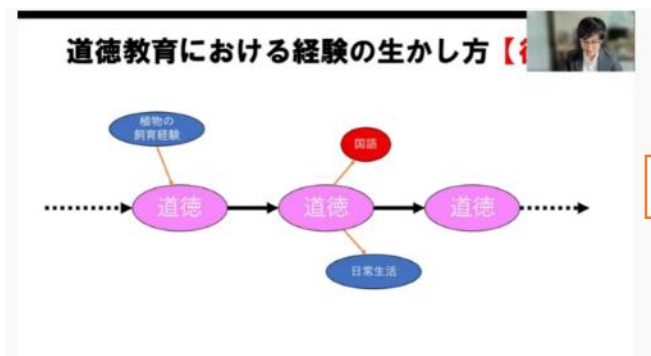 道徳教育における経験の生かし方【
植物の
飼育経験
国語
道徳
道徳
道徳
日常生活